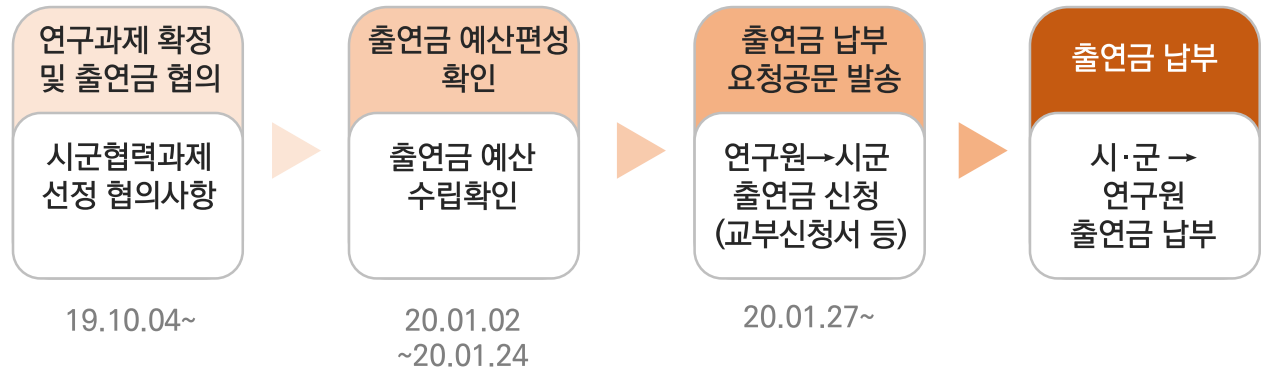 연구과제 확정
및 출연금 협의
시군협력과제
선정 협의사항
19.10.04~
출연금 예산편성
확인
출연금 예산
수립확인
20.01.02
~20.01.24
출연금 납부
요청공문 발송
연구원→시군
출연금 신청
(교부신청서 등)
20.01.27~
출연금 납부
시·군 →
연구원
출연금 납부